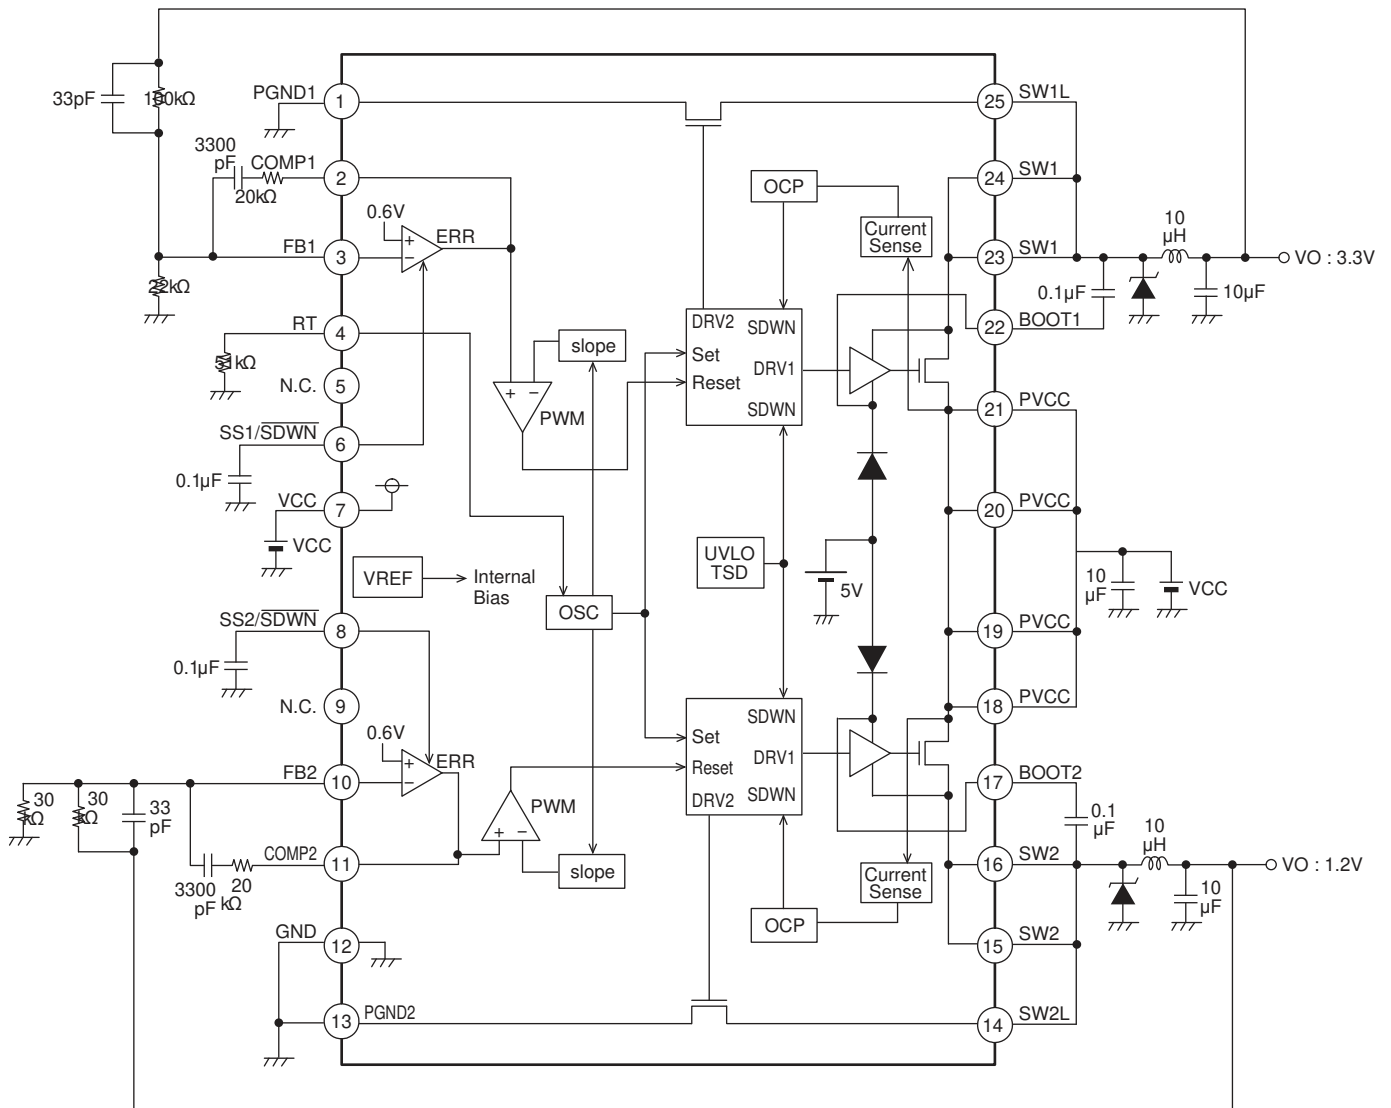 33pF
100kΩ
3300
pF
COMP1
20kΩ
PGND1
1
2
FB1
3
22kΩ
RT
4
51kΩ
N.C.
5
SS1/SDWN
6
0.1μF
VCC
7
VCC
SS2/SDWN
8
0.1μF
N.C.
9
FB2
10
30
kΩ
30
kΩ
33
pF
COMP2
11
3300
pF
20
kΩ
GND
12
13
PGND2
0.6V
+
−
ERR
slope
+
−
PWM
VREF
Internal
Bias
OSC
0.6V
+
−
ERR
PWM
+
−
slope
OCP
Current
Sense
DRV2
SDWN
Set
DRV1
Reset
SDWN
UVLO
TSD
5V
SDWN
Set
DRV1
Reset
SDWN
DRV2
OCP
Current
Sense
25
SW1L
24
SW1
23
SW1
10
μH
VO : 3.3V
0.1μF
10μF
22
BOOT1
21
PVCC
20
PVCC
10
μF
VCC
19
PVCC
18
PVCC
17
BOOT2
0.1
μF
16
SW2
10
μH
VO : 1.2V
10
μF
15
SW2
14
SW2L